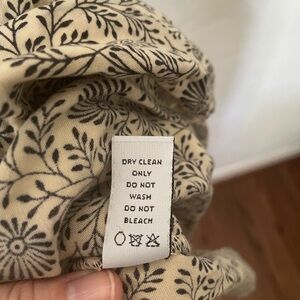 DRY CLEAN
ONLY
DO NOT
WASH
DO NOT
BLEACH